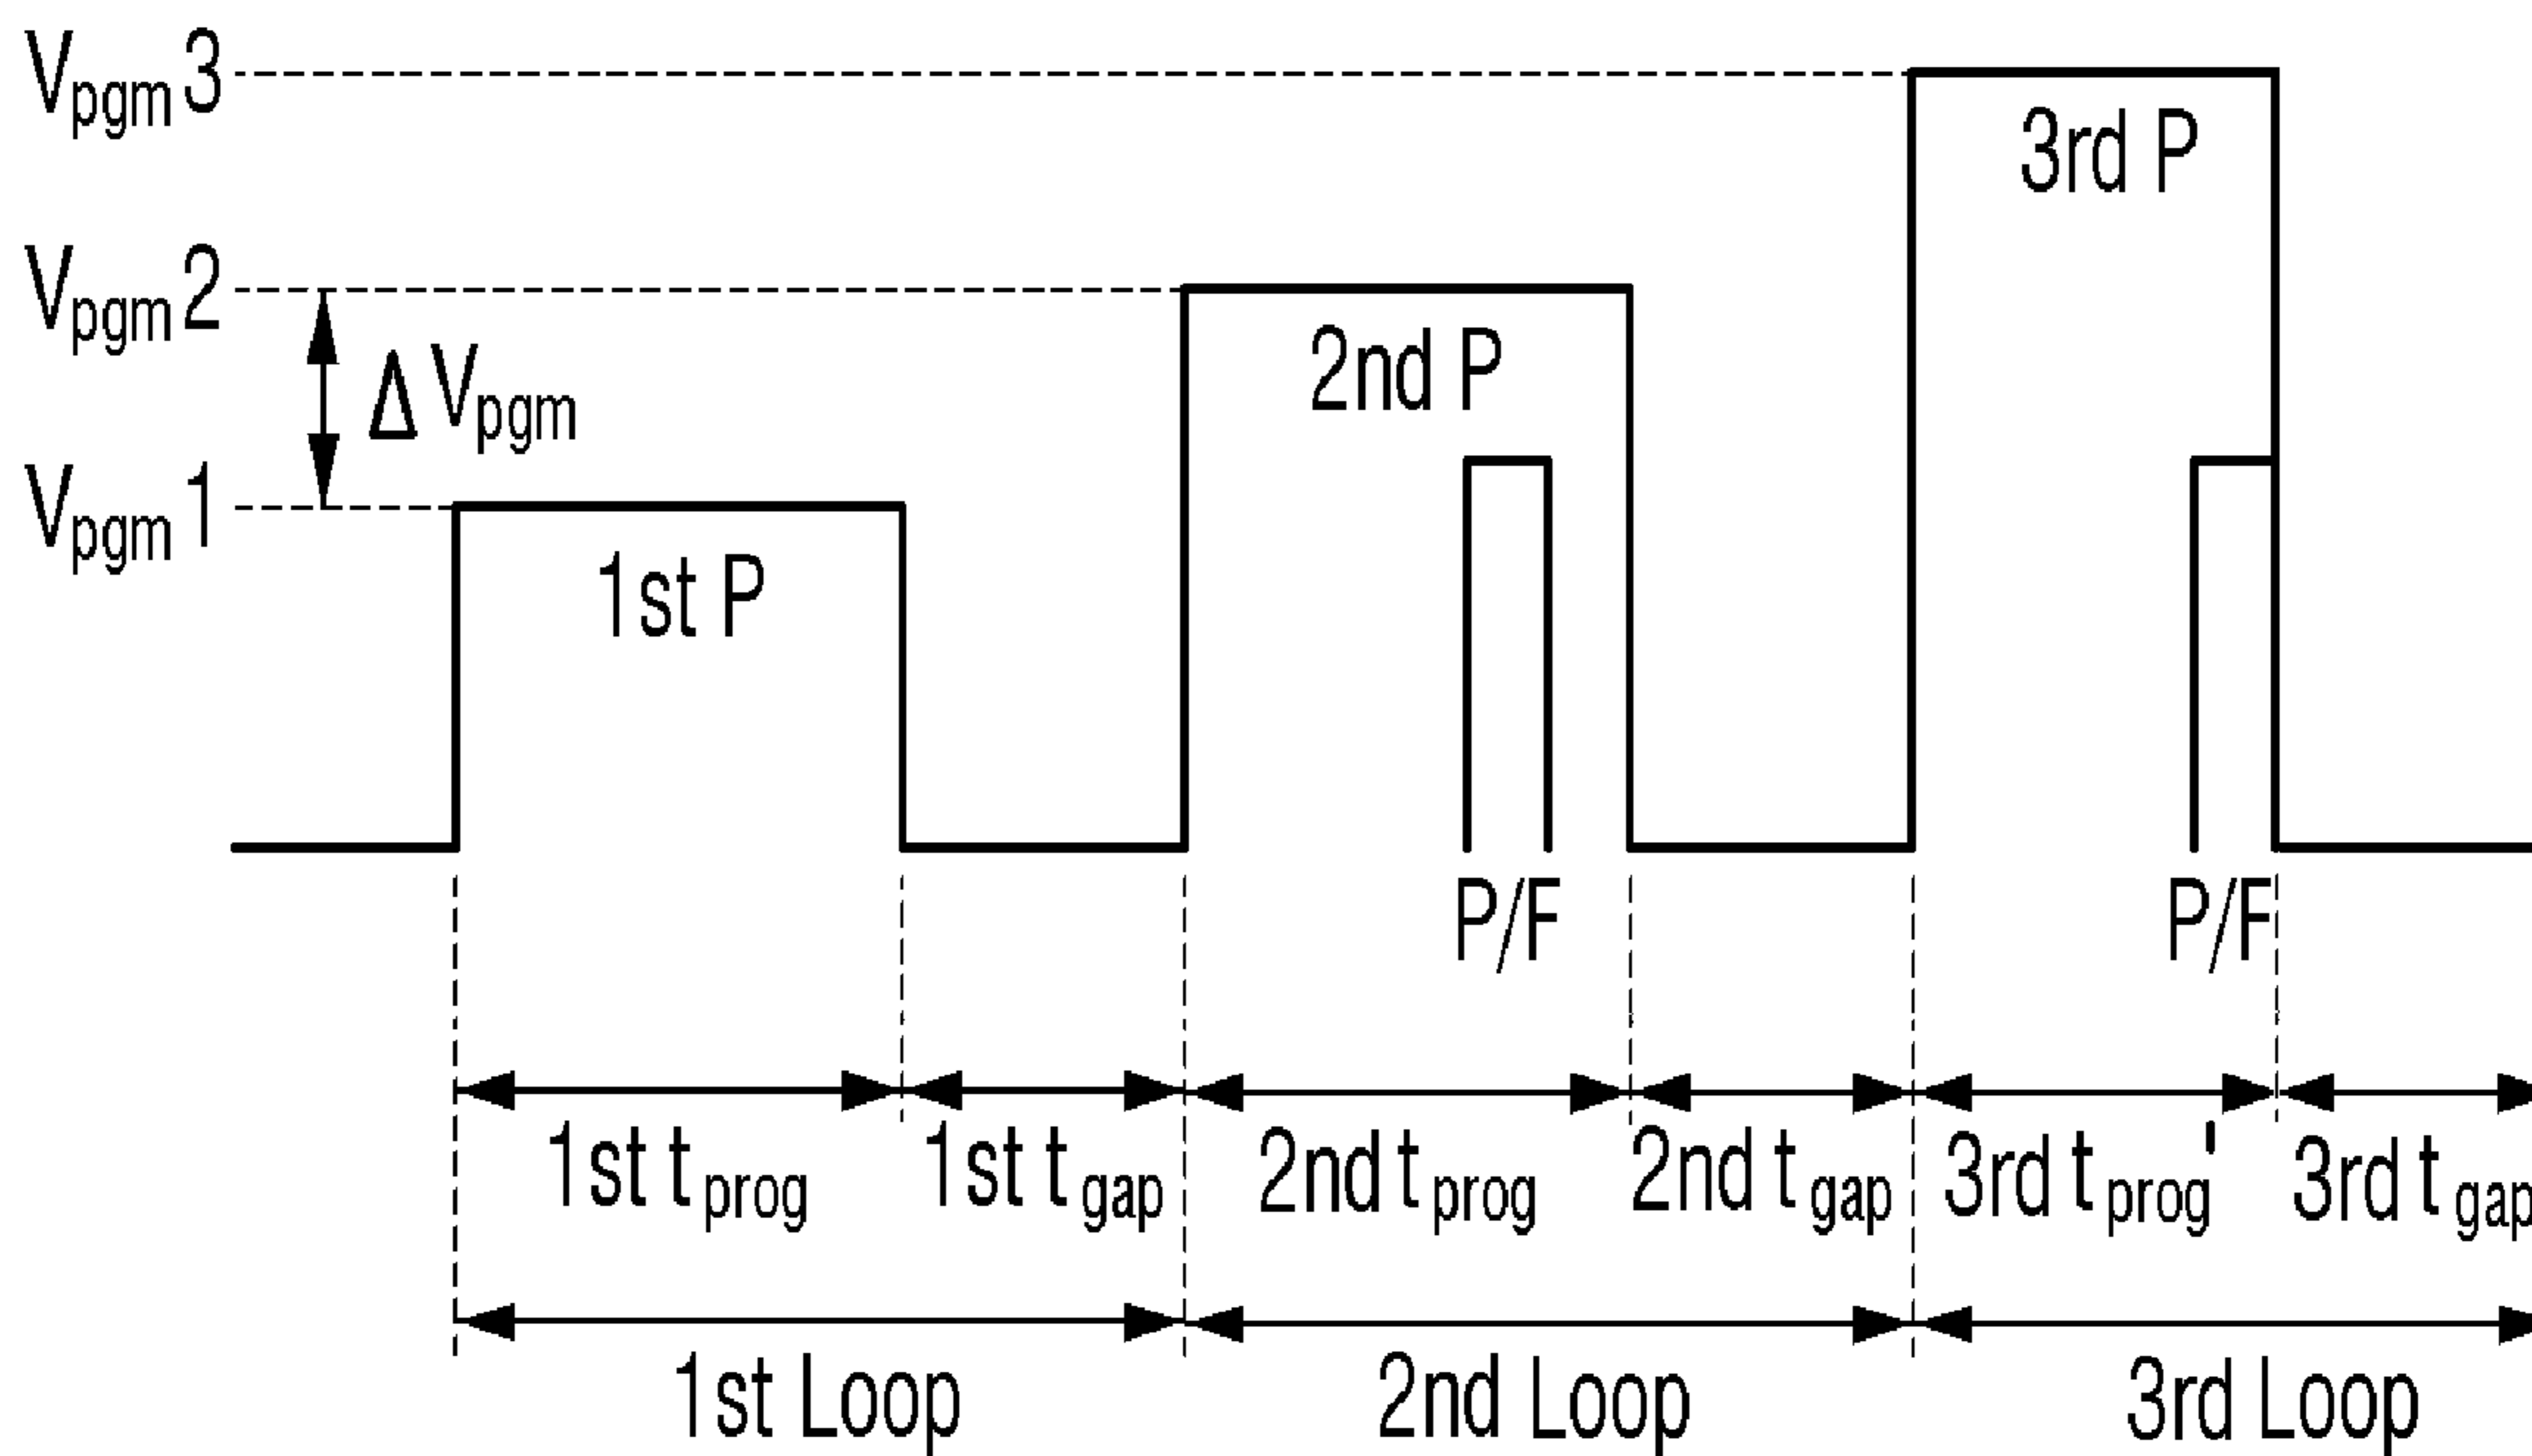 Vpgm3
3rd P
Vpgm2
2nd P
ΔVpgm
Vpgm1
1st P
P/F
P/F
1st tprog
1st tgap
2nd tprog
2nd tgap
3rd tprog'
3rd tgap
1st Loop
2nd Loop
3rd Loop